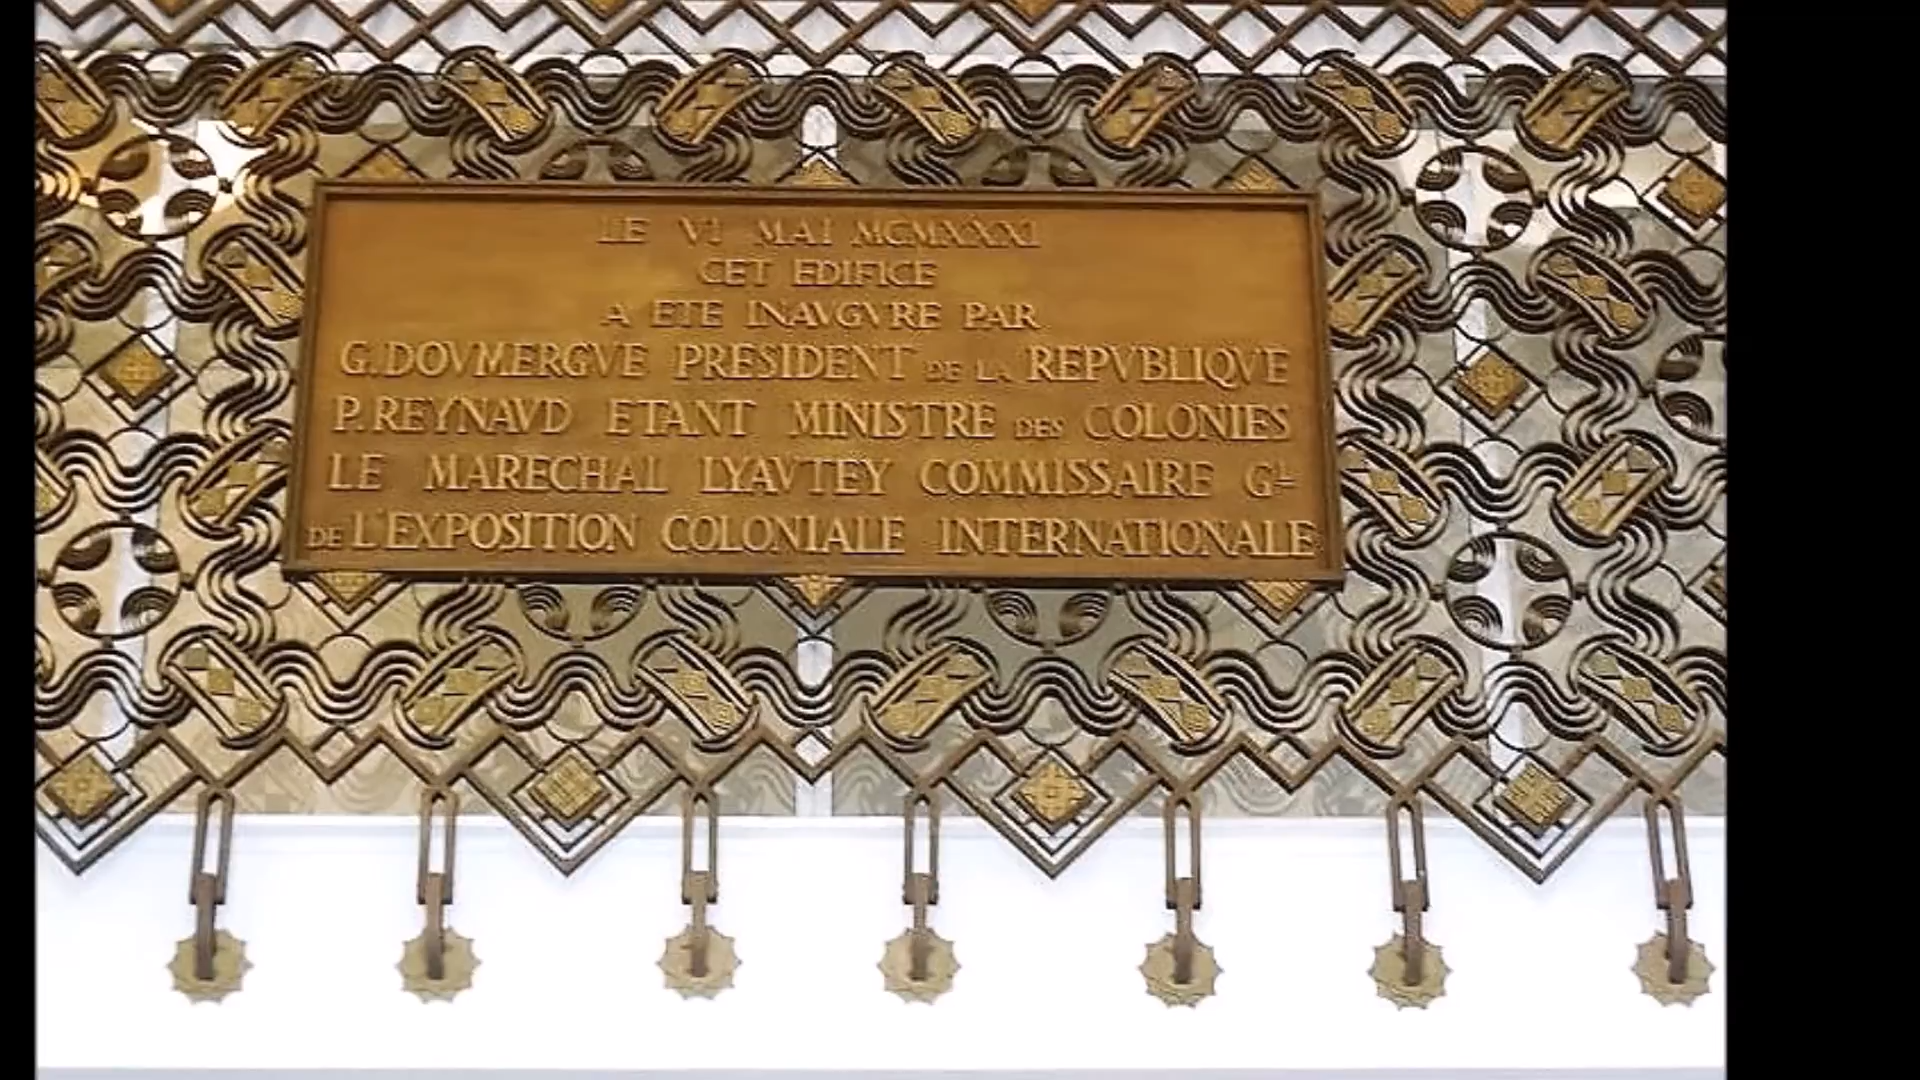 LE VI MAI MCMXXXI
CET EDIFICE
A ETE INAVGVRE PAR
G. DOVMERGVE PRESIDENT DE LA REPVBLIQVE
P. REYNAVD ETANT MINISTRE DES COLONIES
LE MARECHAL LYAVTEY COMMISSAIRE GL
DE L'EXPOSITION COLONIALE INTERNATIONALE